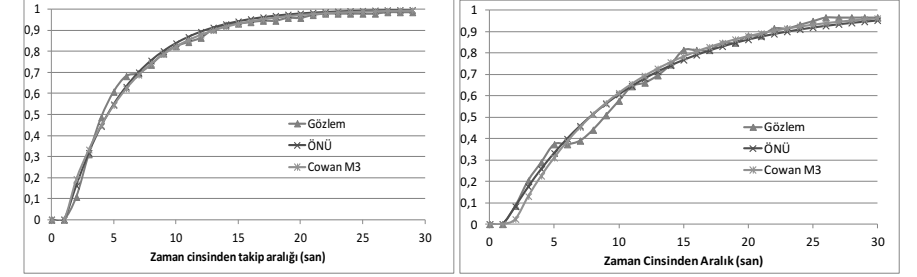 1
0,9
0,8
0,7
0,6
0,5
0,4
0,3
0,2
0,1
0
0 5 10 15 20 25 30
Gözlem
ÖNÜ
Cowan M3
Zaman cinsinden takip aralığı (san)
1
0,9
0,8
0,7
0,6
0,5
0,4
0,3
0,2
0,1
0
0 5 10 15 20 25 30
Gözlem
ÖNÜ
Cowan M3
Zaman Cinsinden Aralık (san)